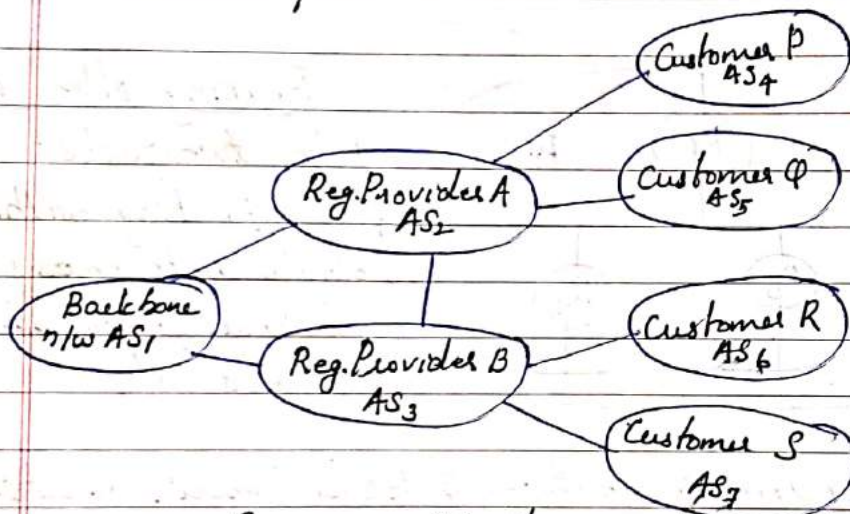 Customer P
AS4
Reg. Provider A
AS2
Customer Q
AS5
Backbone
n/w AS1
Reg. Provider B
AS3
Customer R
AS6
Customer S
AS7